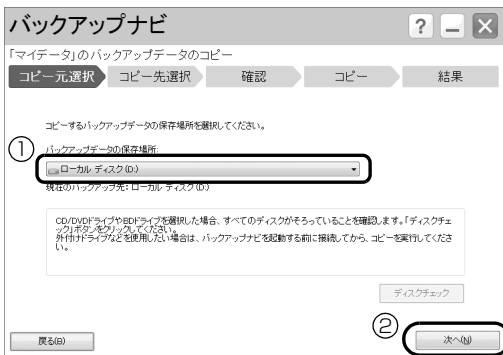 バックアップナビ
? − ×
「マイデータ」のバックアップデータのコピー
コピー元選択 コピー先選択 確認 コピー 結果
コピーするバックアップデータの保存場所を選択してください。
① バックアップデータの保存場所:
ローカル ディスク(D:)
現在のバックアップ先:ローカル ディスク(D:)
CD/DVDドライブやBDドライブを選択した場合、すべてのディスクがそろっていることを確認します。「ディスクチェ
ック」ボタンをクリックしてください。
外付けドライブなどを使用したい場合は、バックアップナビを起動する前に接続してから、コピーを実行してくださ
い。
ディスクチェック
②
戻る(B) 次へ(N)